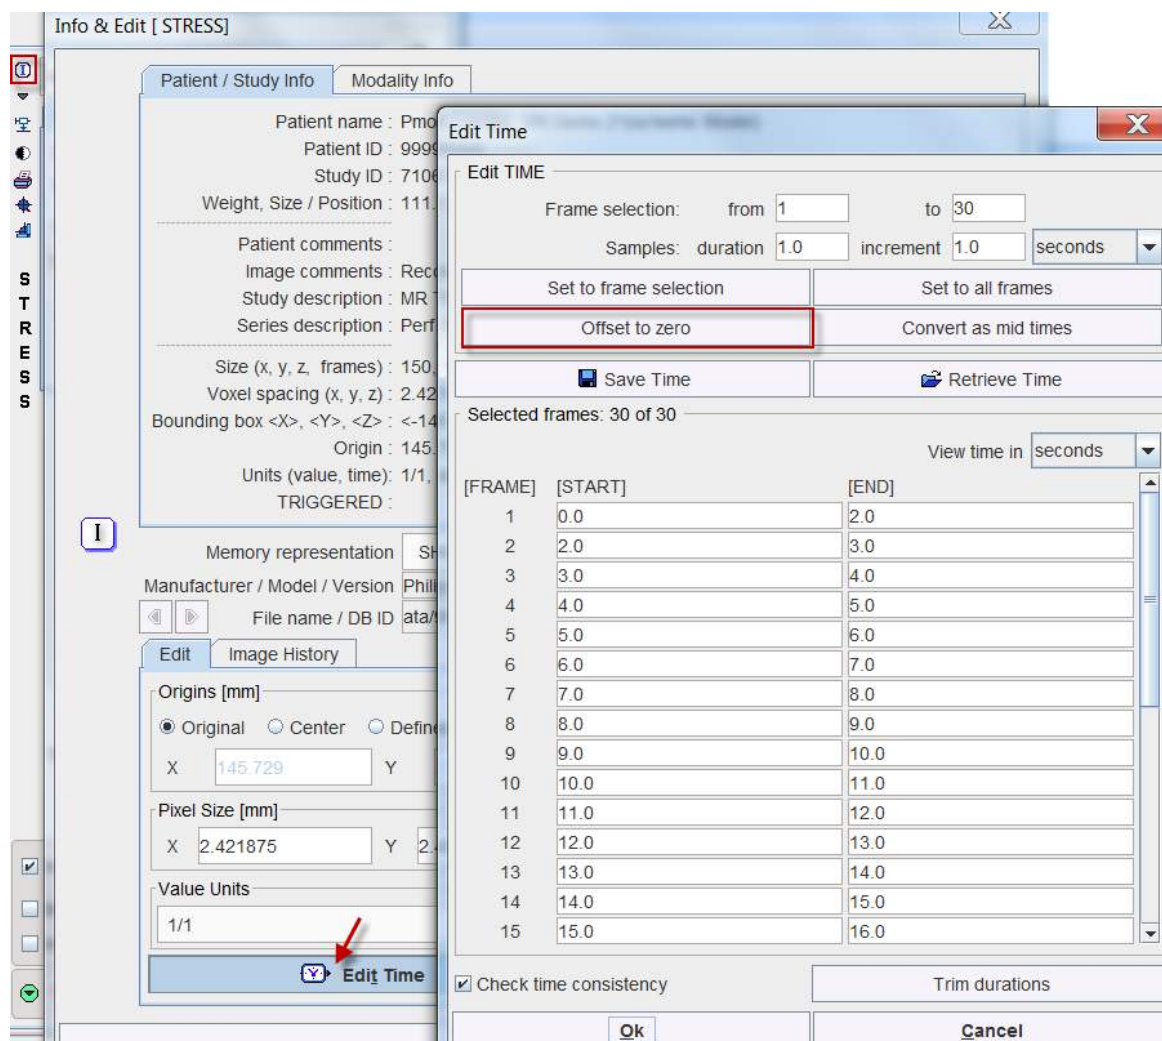 Info & Edit [ STRESS]
Patient / Study Info
Modality Info
Patient name : Pmo
Patient ID : 9999
Study ID : 7106
Weight, Size / Position : 111.
Patient comments :
Image comments : Reco
Study description : MR
Series description : Perf
Size (x, y, z, frames) : 150,
Voxel spacing (x, y, z) : 2.42
Bounding box <X>, <Y>, <Z> : <-14
Origin : 145.
Units (value, time): 1/1,
TRIGGERED :
I
Memory representation SH
Manufacturer / Model / Version Phili
File name / DB ID ata/
Edit
Image History
Origins [mm]
Original Center Define
X 145.729 Y
Pixel Size [mm]
X 2.421875 Y 2.
Value Units
1/1
Edit Time
S
T
R
E
S
S
Edit Time
X
Edit TIME
Frame selection: from 1 to 30
Samples: duration 1.0 increment 1.0 seconds
Set to frame selection
Set to all frames
Offset to zero
Convert as mid times
Save Time
Retrieve Time
Selected frames: 30 of 30
View time in seconds
[FRAME] [START] [END]
1 0.0 2.0
2 2.0 3.0
3 3.0 4.0
4 4.0 5.0
5 5.0 6.0
6 6.0 7.0
7 7.0 8.0
8 8.0 9.0
9 9.0 10.0
10 10.0 11.0
11 11.0 12.0
12 12.0 13.0
13 13.0 14.0
14 14.0 15.0
15 15.0 16.0
Check time consistency
Trim durations
Ok
Cancel